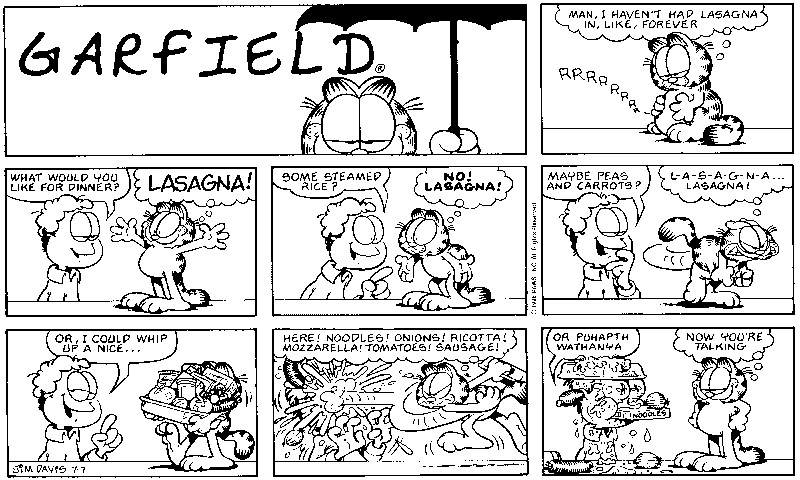 GARFIELD®
MAN, I HAVEN'T HAD LASAGNA
IN, LIKE, FOREVER
RRRRRRR
WHAT WOULD YOU
LIKE FOR DINNER?
LASAGNA!
SOME STEAMED
RICE?
NO!
LASAGNA!
MAYBE PEAS
AND CARROTS?
L-A-S-A-G-N-A...
LASAGNA!
OR, I COULD WHIP
UP A NICE...
JIM DAVIS 7-7
HERE! NOODLES! ONIONS! RICOTTA!
MOZZARELLA! TOMATOES! SAUSAGE!
OR PUHAPTH
WATHANYA
NOODLES
NOW YOU'RE
TALKING